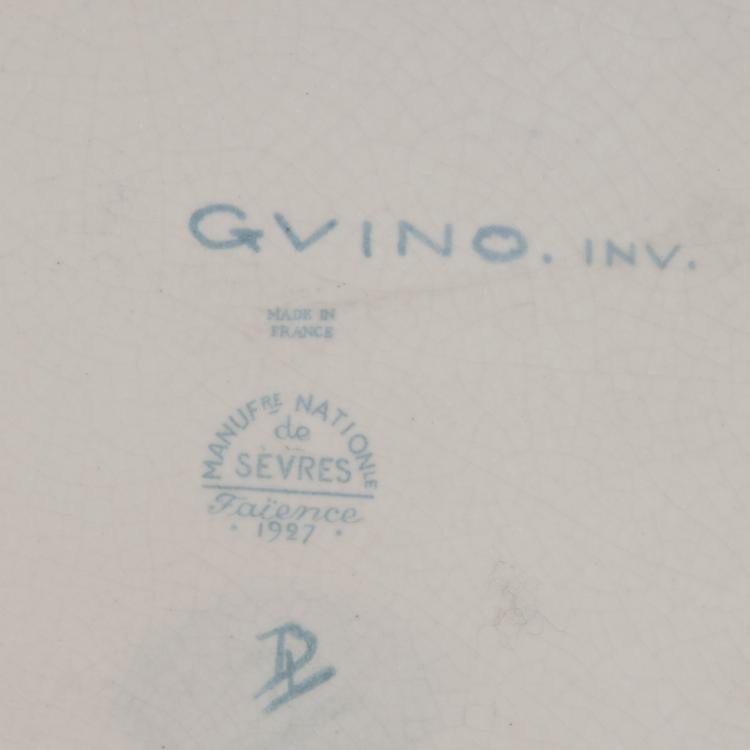 GVINO. INV.
MADE IN
FRANCE
MANUFRE NATIONLE
de
SÈVRES
Faïence
• 1927 •